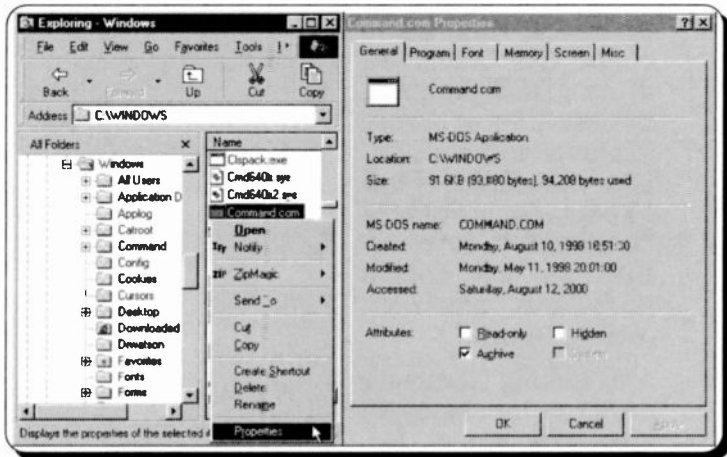 Exploring - Windows
File Edit View Go Favorites Tools
Back Forward Up Cut Copy
Address C:\WINDOWS
All Folders
Windows
All Users
Application D
Applog
Catroot
Command
Config
Cookies
Cursors
Desktop
Downloaded
Drwatson
Favorites
Fonts
Forms
Name
Clspack.exe
Cmd640x.sys
Cmd640x2.sys
Command.com
Open
Try Notify
zip ZipMagic
Send To
Cut
Copy
Create Shortcut
Delete
Rename
Properties
Displays the properties of the selected
Command.com Properties
General Program Font Memory Screen Misc
Command.com
Type: MS-DOS Application
Location: C:\WINDOWS
Size: 91.6KB (93,880 bytes), 94,208 bytes used
MS-DOS name: COMMAND.COM
Created: Monday, August 10, 1998 18:51:00
Modified: Monday, May 11, 1998 20:01:00
Accessed: Saturday, August 12, 2000
Attributes: Read-only Hidden
Archive System
OK Cancel Apply